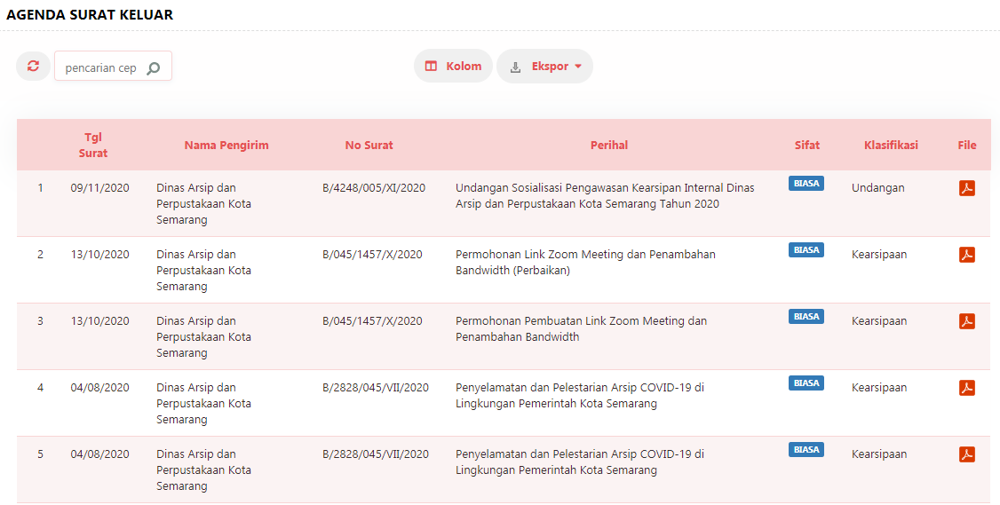 AGENDA SURAT KELUAR
pencarian cep
Kolom
Ekspor
Tgl
Surat
Nama Pengirim
No Surat
Perihal
Sifat
Klasifikasi
File
1 09/11/2020 Dinas Arsip dan B/4248/005/XI/2020 Undangan Sosialisasi Pengawasan Kearsipan Internal Dinas BIASA Undangan
Perpustakaan Kota Arsip dan Perpustakaan Kota Semarang Tahun 2020
Semarang
2 13/10/2020 Dinas Arsip dan B/045/1457/X/2020 Permohonan Link Zoom Meeting dan Penambahan BIASA Kearsipaan
Perpustakaan Kota Bandwidth (Perbaikan)
Semarang
3 13/10/2020 Dinas Arsip dan B/045/1457/X/2020 Permohonan Pembuatan Link Zoom Meeting dan BIASA Kearsipaan
Perpustakaan Kota Penambahan Bandwidth
Semarang
4 04/08/2020 Dinas Arsip dan B/2828/045/VII/2020 Penyelamatan dan Pelestarian Arsip COVID-19 di BIASA Kearsipaan
Perpustakaan Kota Lingkungan Pemerintah Kota Semarang
Semarang
5 04/08/2020 Dinas Arsip dan B/2828/045/VII/2020 Penyelamatan dan Pelestarian Arsip COVID-19 di BIASA Kearsipaan
Perpustakaan Kota Lingkungan Pemerintah Kota Semarang
Semarang